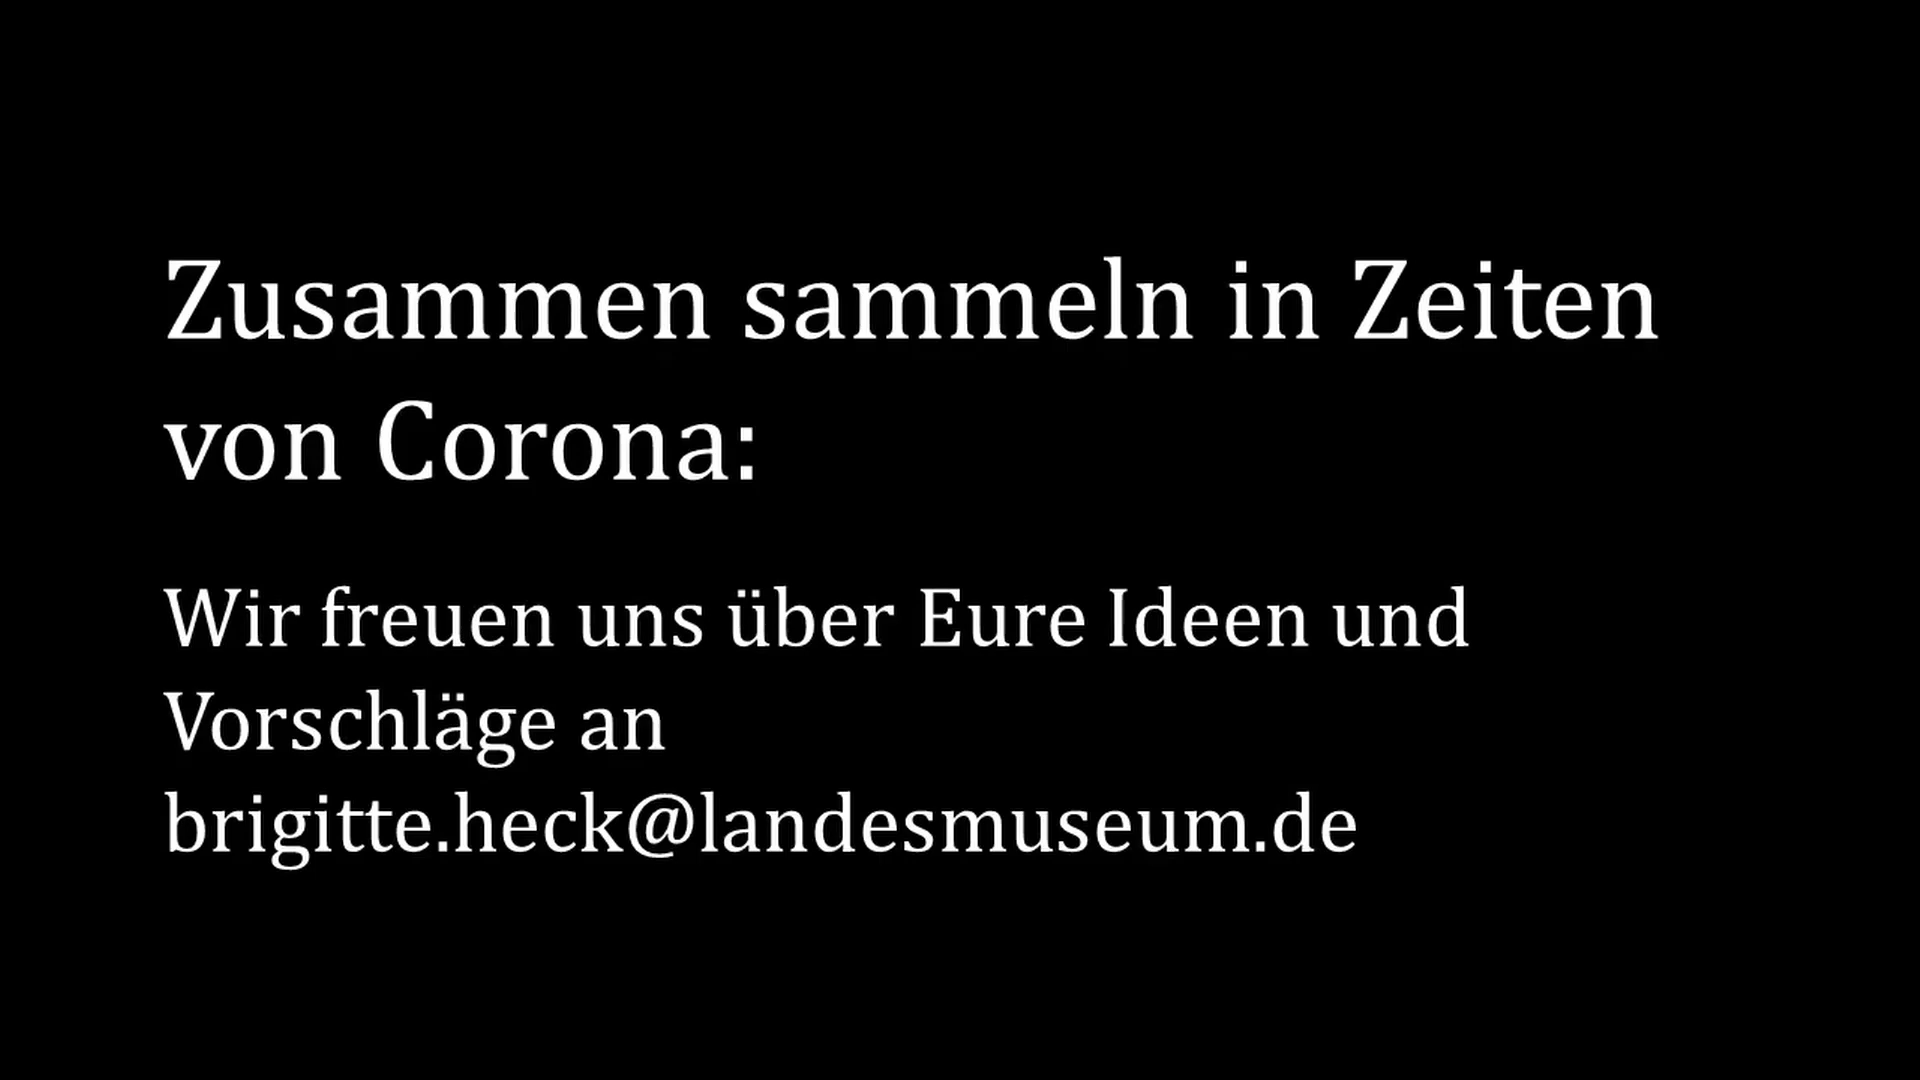 Zusammen sammeln in Zeiten
von Corona:
Wir freuen uns über Eure Ideen und
Vorschläge an
brigitte.heck@landesmuseum.de